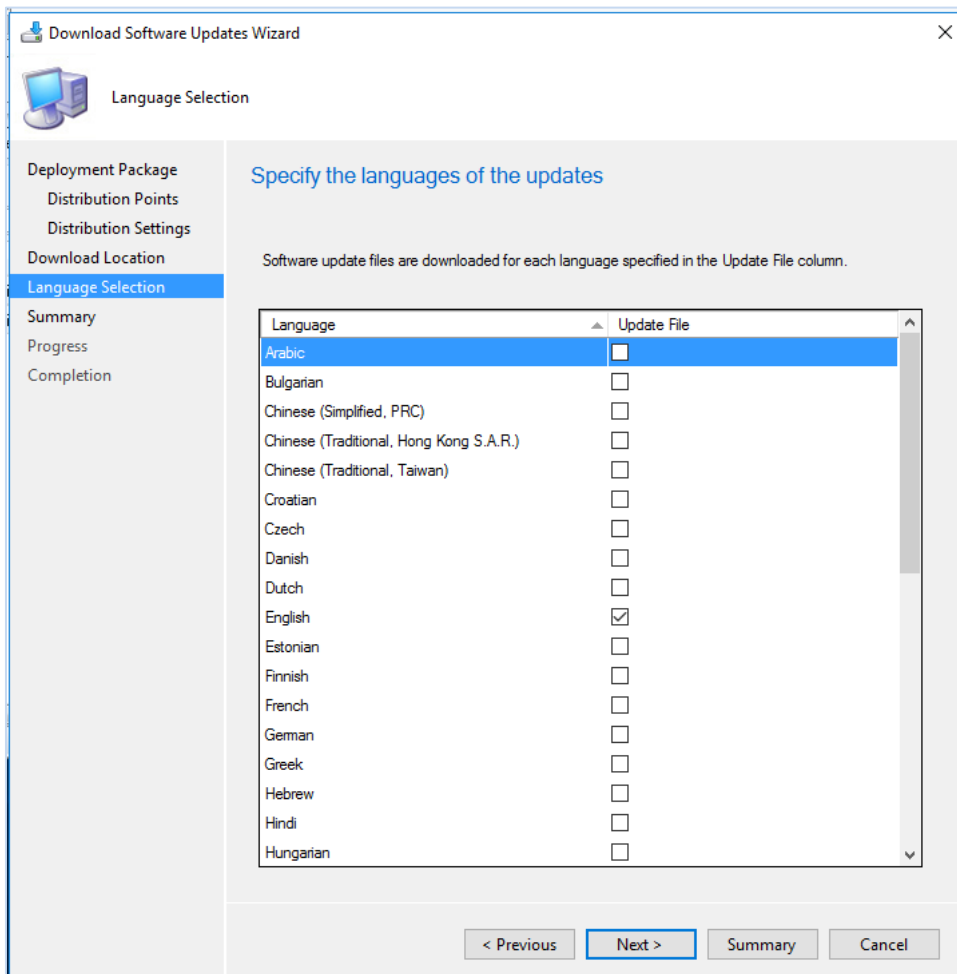 Download Software Updates Wizard
Language Selection
Deployment Package
Distribution Points
Distribution Settings
Download Location
Language Selection
Summary
Progress
Completion
Specify the languages of the updates
Software update files are downloaded for each language specified in the Update File column.
Language Update File
Arabic
Bulgarian
Chinese (Simplified, PRC)
Chinese (Traditional, Hong Kong S.A.R.)
Chinese (Traditional, Taiwan)
Croatian
Czech
Danish
Dutch
English
Estonian
Finnish
French
German
Greek
Hebrew
Hindi
Hungarian
< Previous Next > Summary Cancel